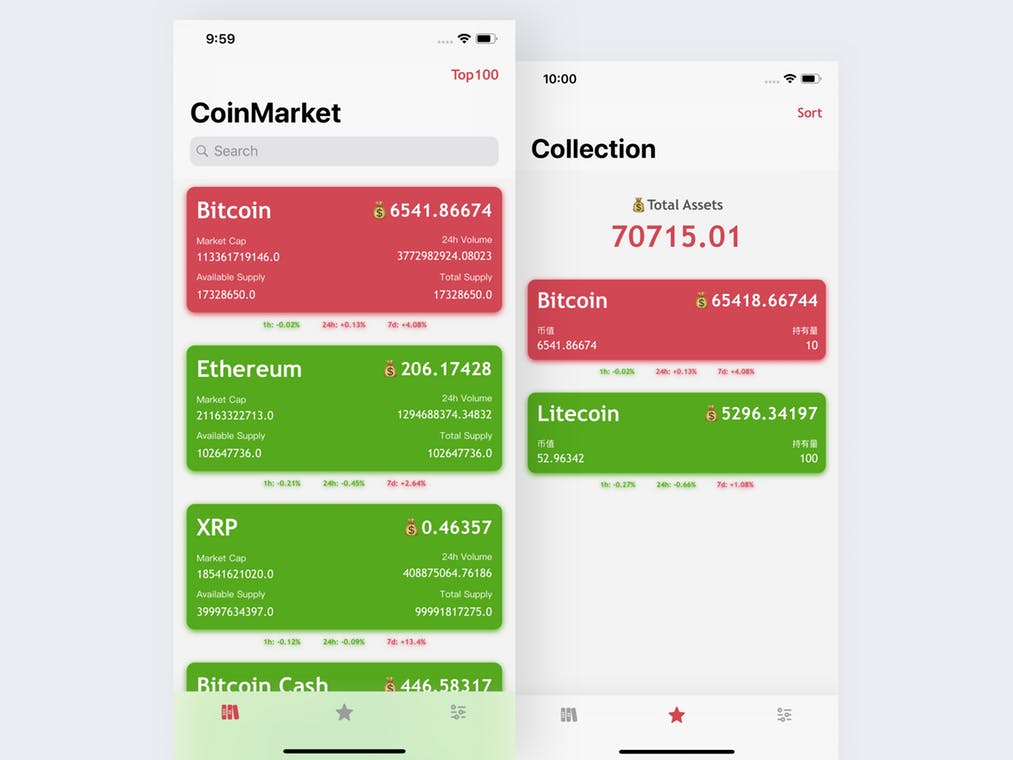 9:59
Top100
CoinMarket
Search
Bitcoin 6541.86674
Market Cap 24h Volume
113361719146.0 3772982924.08023
Available Supply Total Supply
17328650.0 17328650.0
1h: -0.02% 24h: +0.13% 7d: +4.08%
Ethereum 206.17428
Market Cap 24h Volume
21163322713.0 1294688374.34832
Available Supply Total Supply
102647736.0 102647736.0
1h: -0.21% 24h: -0.45% 7d: +2.64%
XRP 0.46357
Market Cap 24h Volume
18541621020.0 408875064.76186
Available Supply Total Supply
39997634397.0 99991817275.0
1h: -0.12% 24h: -0.09% 7d: +13.4%
Bitcoin Cash 446.58317
10:00
Sort
Collection
Total Assets
70715.01
Bitcoin 65418.66744
币值 持有量
6541.86674 10
1h: -0.02% 24h: +0.13% 7d: +4.08%
Litecoin 5296.34197
币值 持有量
52.96342 100
1h: -0.27% 24h: -0.66% 7d: +1.08%